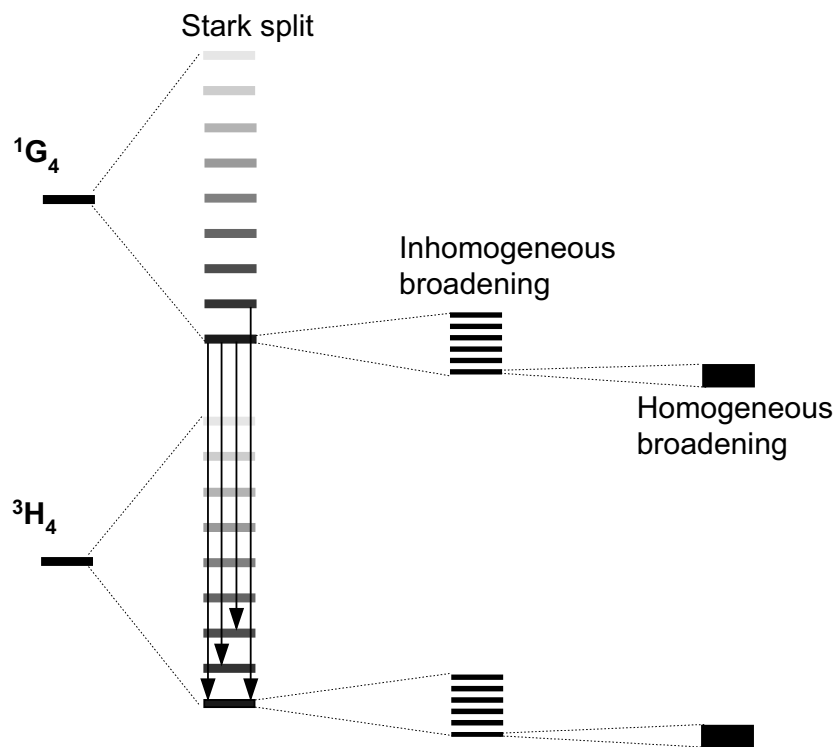 Stark split
¹G₄
Inhomogeneous
broadening
Homogeneous
broadening
³H₄